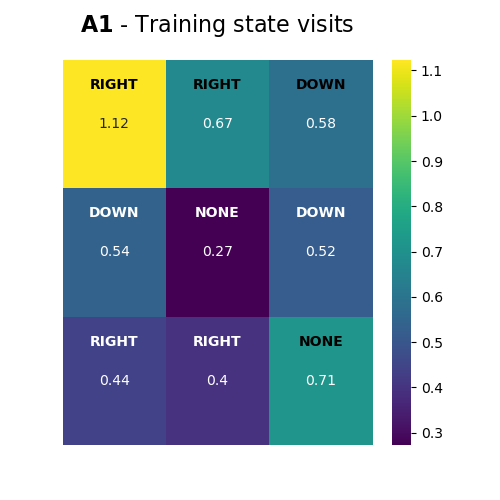 A1 - Training state visits
RIGHT RIGHT DOWN
1.12 0.67 0.58
DOWN NONE DOWN
0.54 0.27 0.52
RIGHT RIGHT NONE
0.44 0.4 0.71
1.1
1.0
0.9
0.8
0.7
0.6
0.5
0.4
0.3